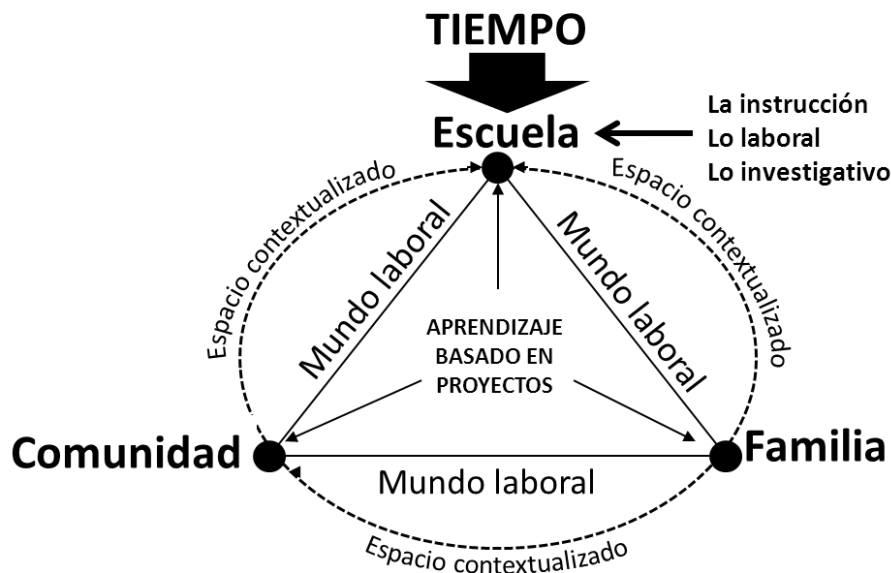 TIEMPO
Escuela
La instrucción
Lo laboral
Lo investigativo
Espacio contextualizado
Espacio contextualizado
Mundo laboral
Mundo laboral
APRENDIZAJE
BASADO EN
PROYECTOS
Comunidad
Familia
Mundo laboral
Espacio contextualizado